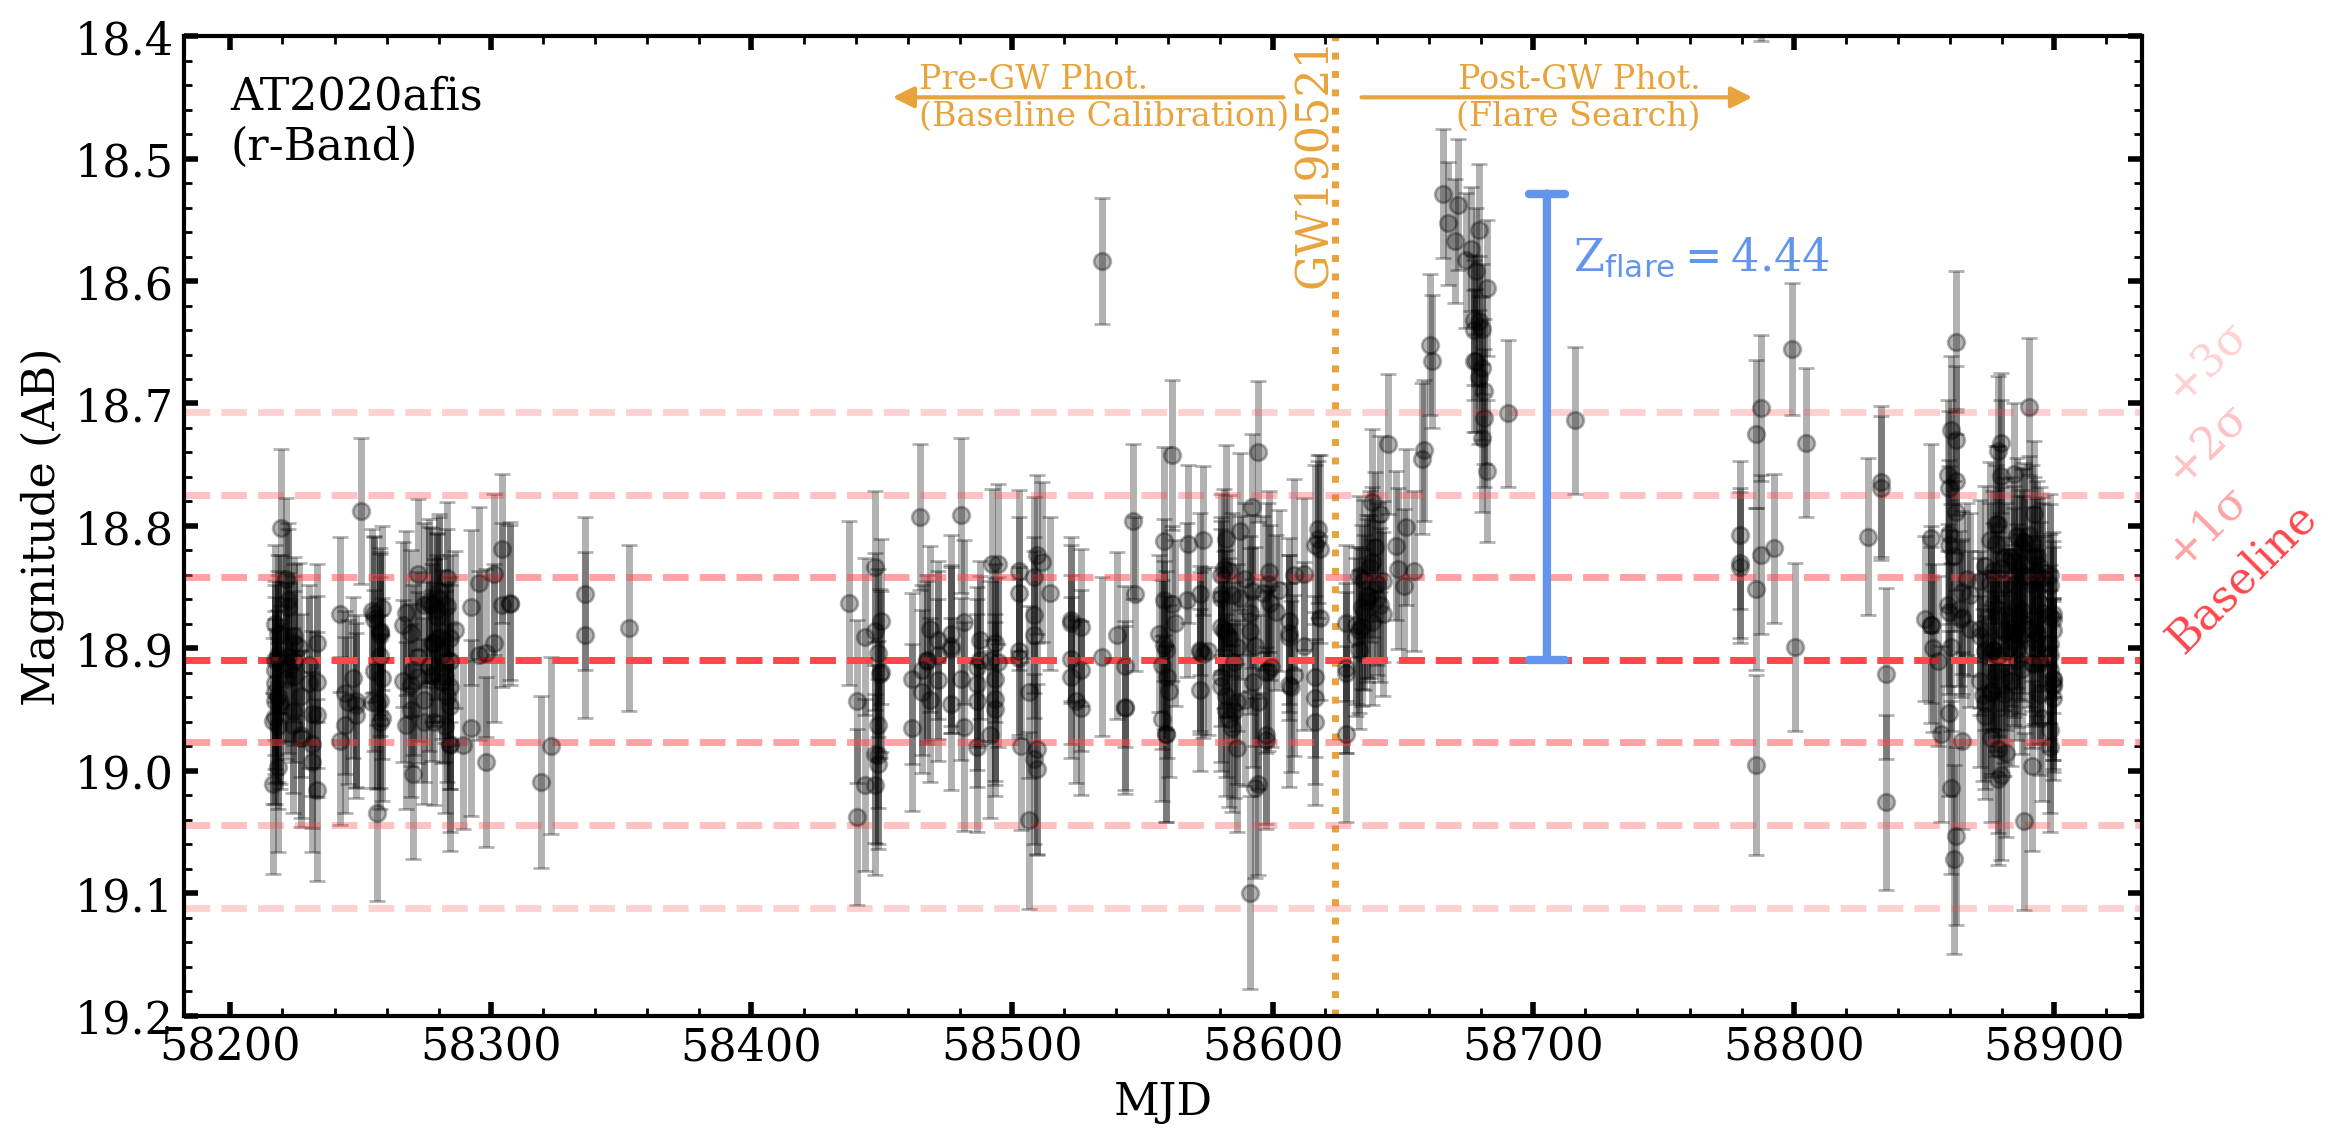 AT2020afis
(r-Band)
Pre-GW Phot.
(Baseline Calibration)
GW190521
Post-GW Phot.
(Flare Search)
Zflare = 4.44
+3σ
+2σ
+1σ
Baseline
Magnitude (AB)
18.4
18.5
18.6
18.7
18.8
18.9
19.0
19.1
19.2
58200 58300 58400 58500 58600 58700 58800 58900
MJD